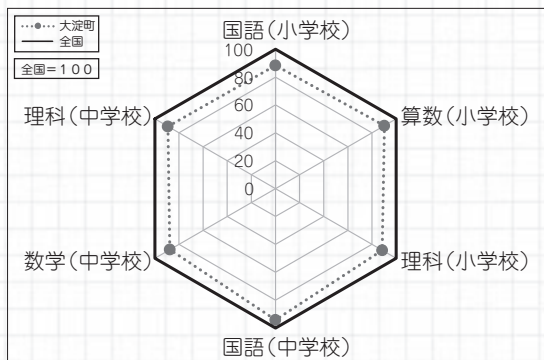 大淀町
全国
全国=100
国語(小学校)
100
80
60
40
20
0
算数(小学校)
理科(小学校)
国語(中学校)
数学(中学校)
理科(中学校)